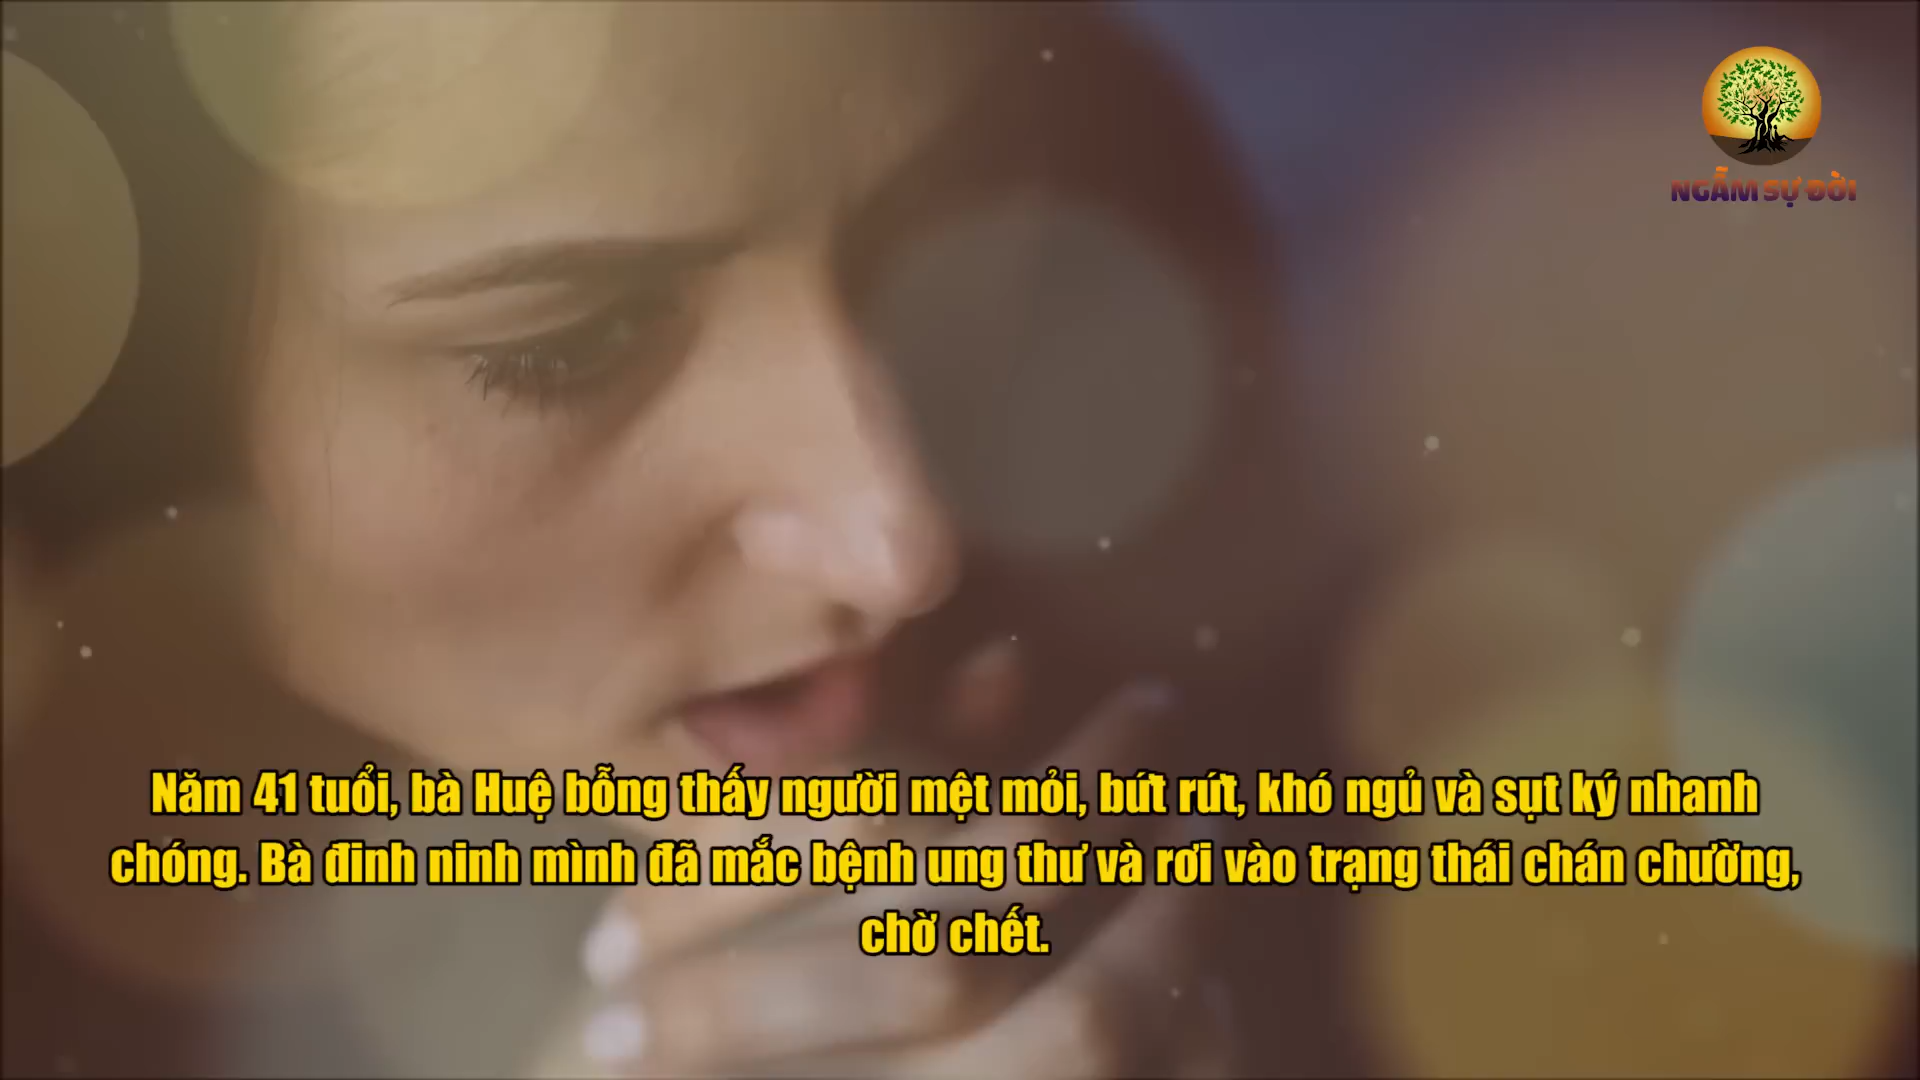 NGẪM SỰ ĐỜI
Năm 41 tuổi, bà Huệ bỗng thấy người mệt mỏi, bứt rứt, khó ngủ và sụt ký nhanh
chóng. Bà đinh ninh mình đã mắc bệnh ung thư và rơi vào trạng thái chán chường,
chờ chết.